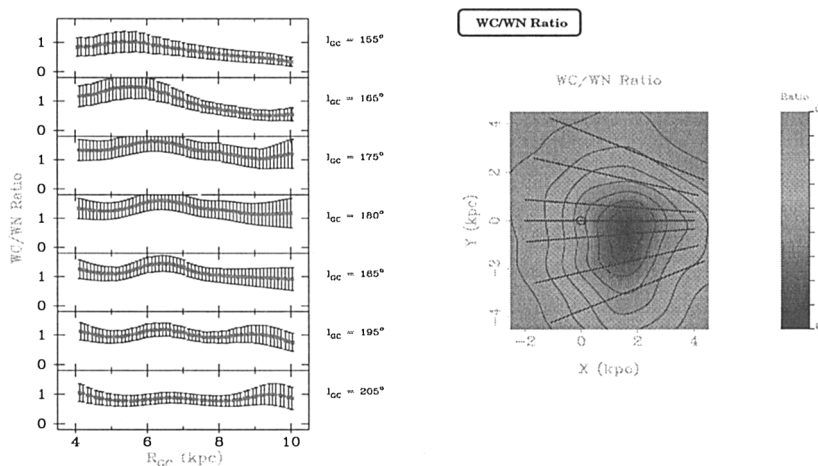 WC/WN Ratio
1
0
l_GC = 155°
1
0
l_GC = 165°
1
0
l_GC = 175°
1
0
l_GC = 180°
1
0
l_GC = 165°
1
0
l_GC = 195°
1
0
l_GC = 205°
4 6 8 10
R_GC (kpc)
WC/WN Ratio
WC/WN Ratio
Ratio
Y (kpc)
2
0
−2
−4
−2 0 2 4
X (kpc)